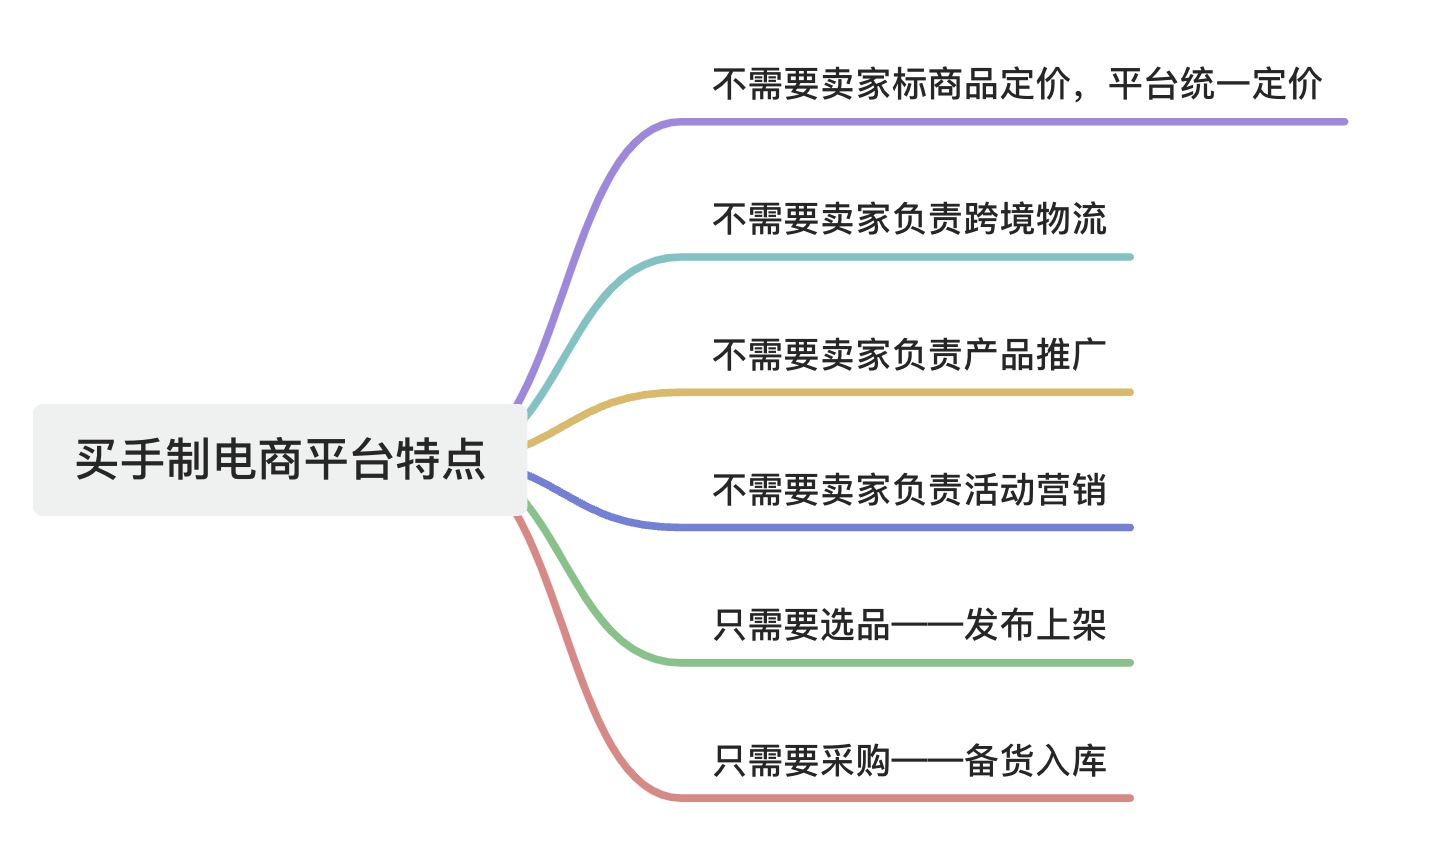 不需要卖家标商品定价，平台统一定价
不需要卖家负责跨境物流
不需要卖家负责产品推广
买手制电商平台特点
不需要卖家负责活动营销
只需要选品——发布上架
只需要采购——备货入库